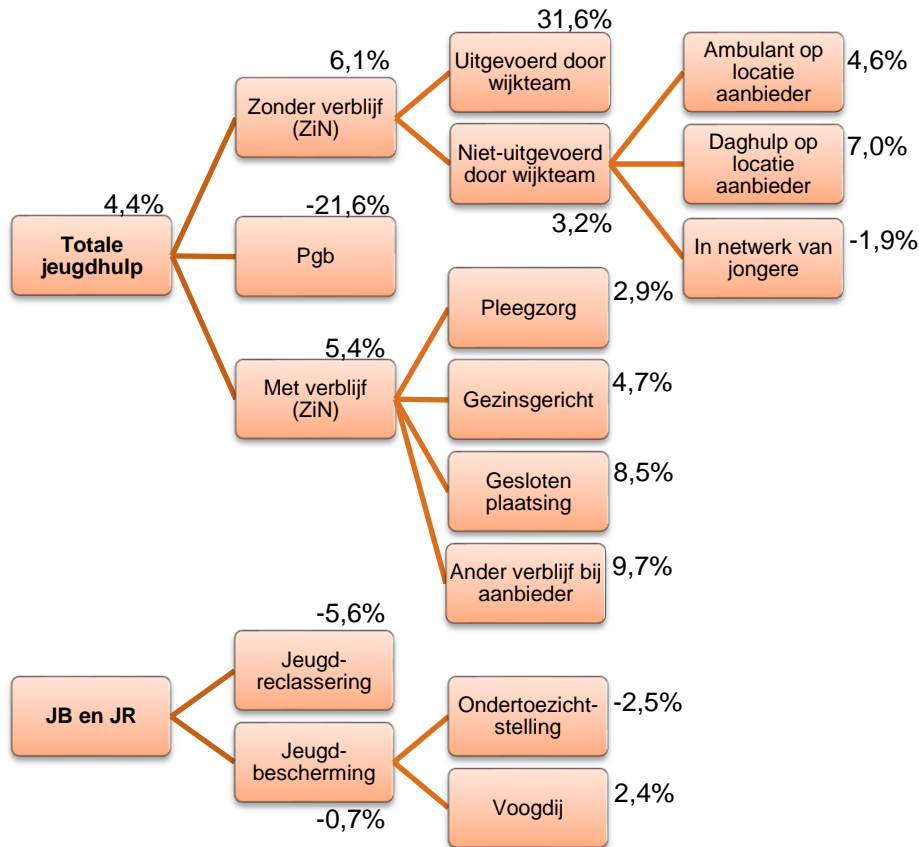 4,4%
Totale
jeugdhulp
6,1%
Zonder verblijf
(ZiN)
31,6%
Uitgevoerd door
wijkteam
Niet-uitgevoerd
door wijkteam
3,2%
Ambulant op
locatie
aanbieder
4,6%
Daghulp op
locatie
aanbieder
7,0%
In netwerk van
jongere
-1,9%
-21,6%
Pgb
5,4%
Met verblijf
(ZiN)
Pleegzorg
2,9%
Gezinsgericht
4,7%
Gesloten
plaatsing
8,5%
Ander verblijf bij
aanbieder
9,7%
JB en JR
-5,6%
Jeugd-
reclassering
Jeugd-
bescherming
-0,7%
Ondertoezicht-
stelling
-2,5%
Voogdij
2,4%